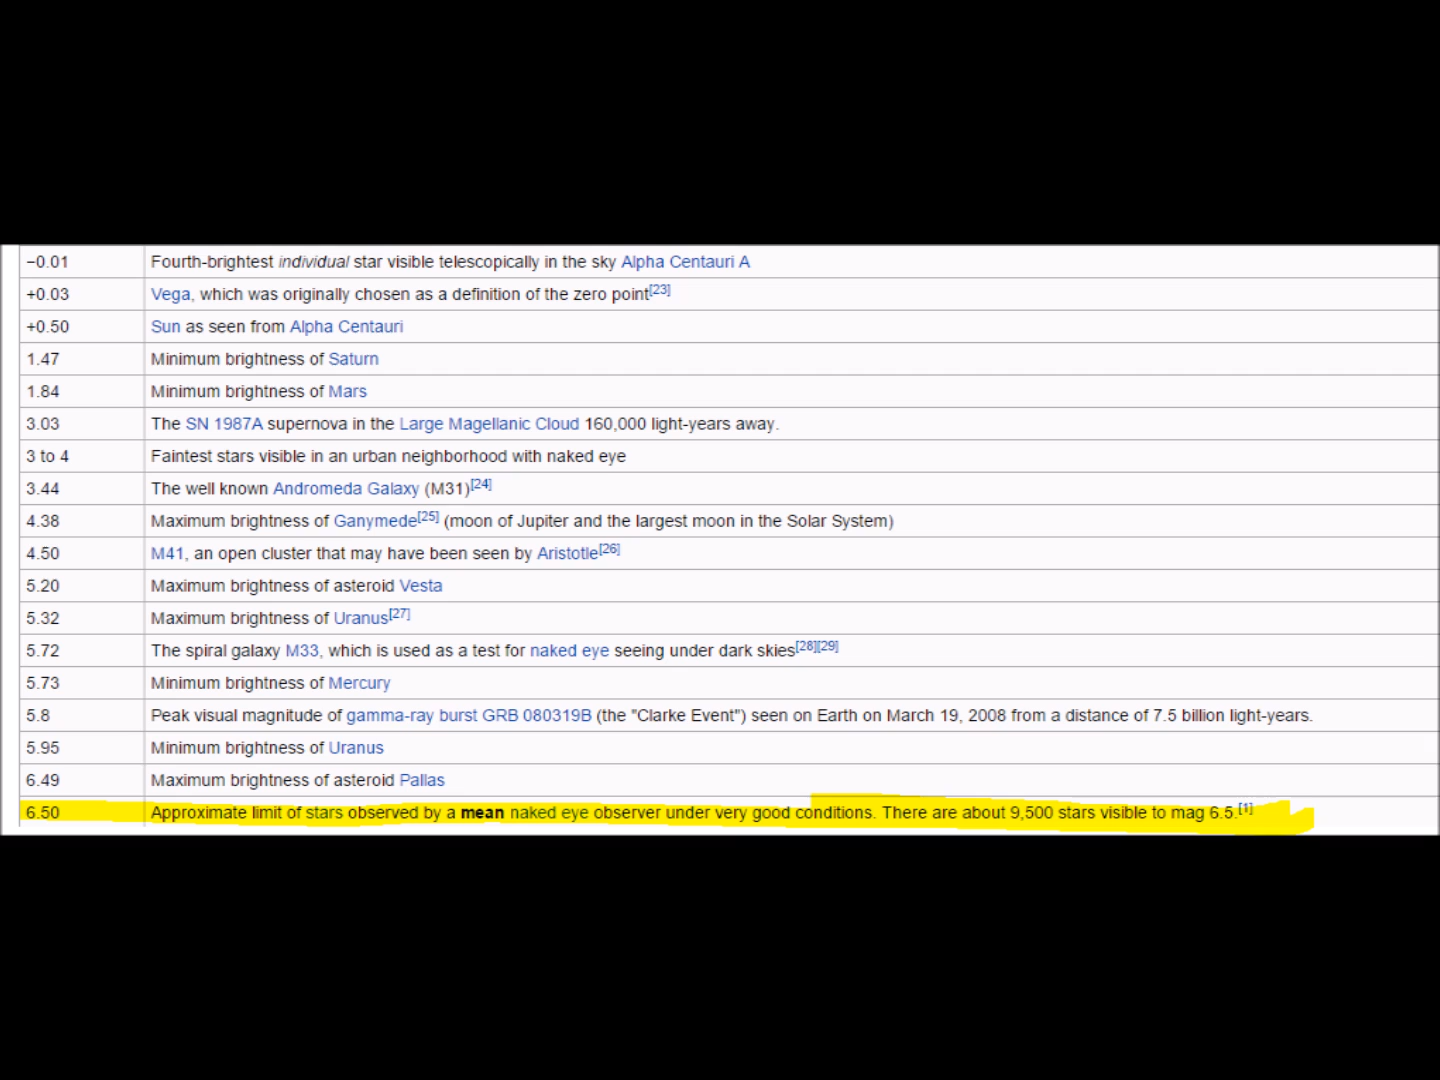 −0.01 Fourth-brightest individual star visible telescopically in the sky Alpha Centauri A
+0.03 Vega, which was originally chosen as a definition of the zero point[23]
+0.50 Sun as seen from Alpha Centauri
1.47 Minimum brightness of Saturn
1.84 Minimum brightness of Mars
3.03 The SN 1987A supernova in the Large Magellanic Cloud 160,000 light-years away.
3 to 4 Faintest stars visible in an urban neighborhood with naked eye
3.44 The well known Andromeda Galaxy (M31)[24]
4.38 Maximum brightness of Ganymede[25] (moon of Jupiter and the largest moon in the Solar System)
4.50 M41, an open cluster that may have been seen by Aristotle[26]
5.20 Maximum brightness of asteroid Vesta
5.32 Maximum brightness of Uranus[27]
5.72 The spiral galaxy M33, which is used as a test for naked eye seeing under dark skies[28][29]
5.73 Minimum brightness of Mercury
5.8 Peak visual magnitude of gamma-ray burst GRB 080319B (the "Clarke Event") seen on Earth on March 19, 2008 from a distance of 7.5 billion light-years.
5.95 Minimum brightness of Uranus
6.49 Maximum brightness of asteroid Pallas
6.50 Approximate limit of stars observed by a mean naked eye observer under very good conditions. There are about 9,500 stars visible to mag 6.5.[1]